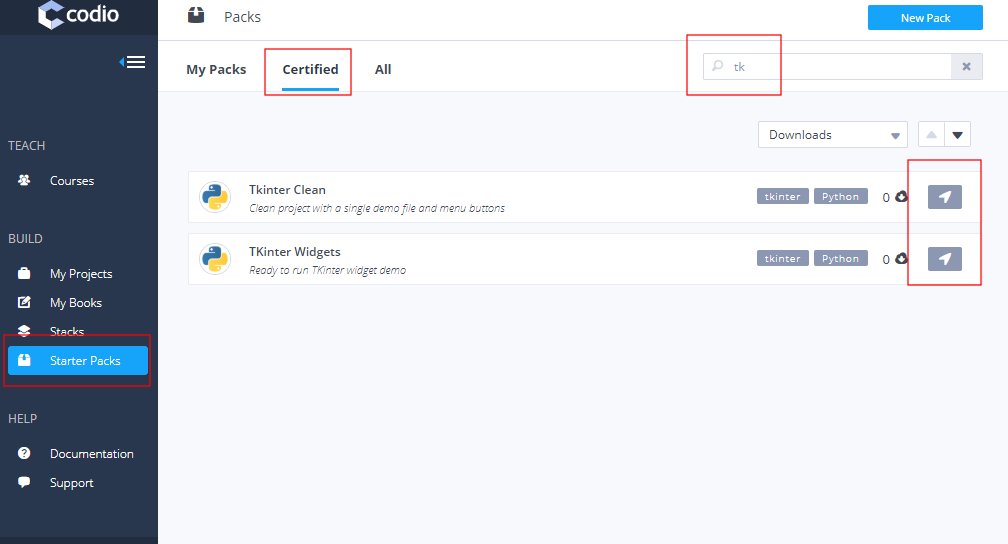 codio
Packs
New Pack
My Packs
Certified
All
tk
TEACH
Courses
BUILD
My Projects
My Books
Stacks
Starter Packs
HELP
Documentation
Support
Downloads
Tkinter Clean
Clean project with a single demo file and menu buttons
tkinter Python 0
TKinter Widgets
Ready to run TKinter widget demo
tkinter Python 0